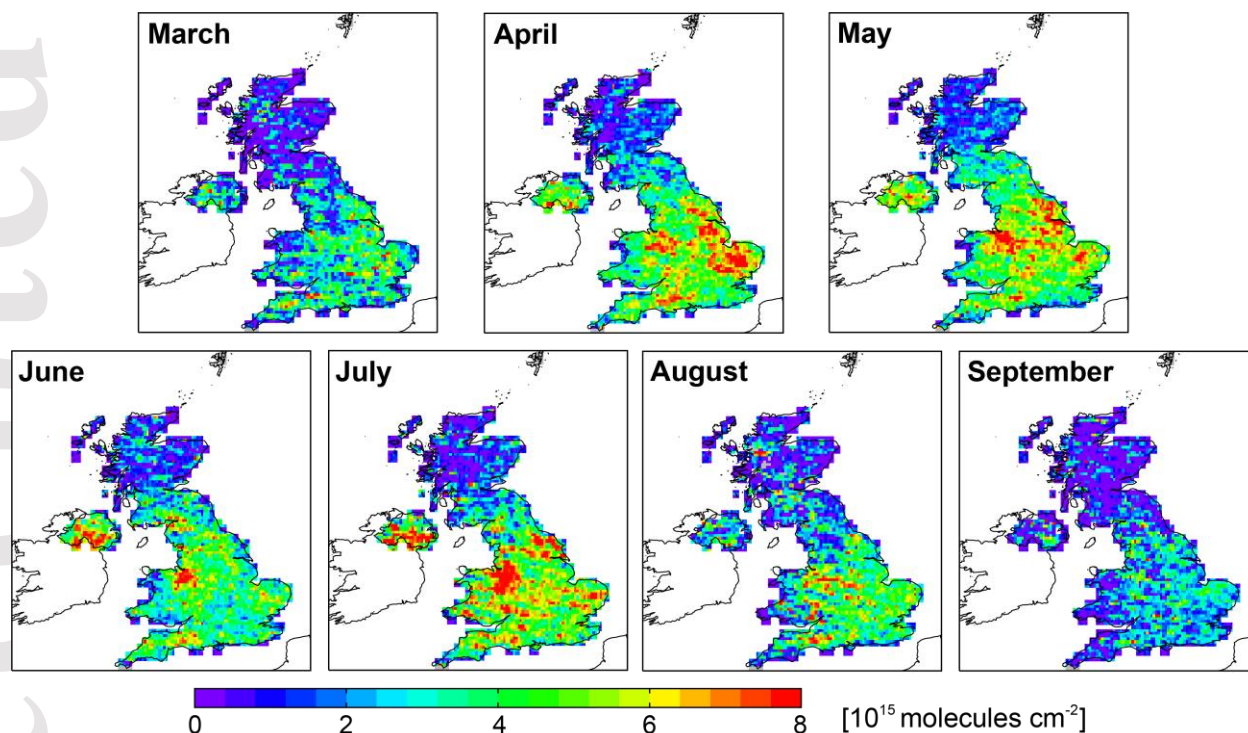 March
April
May
June
July
August
September
0 2 4 6 8 [10¹⁵ molecules cm⁻²]